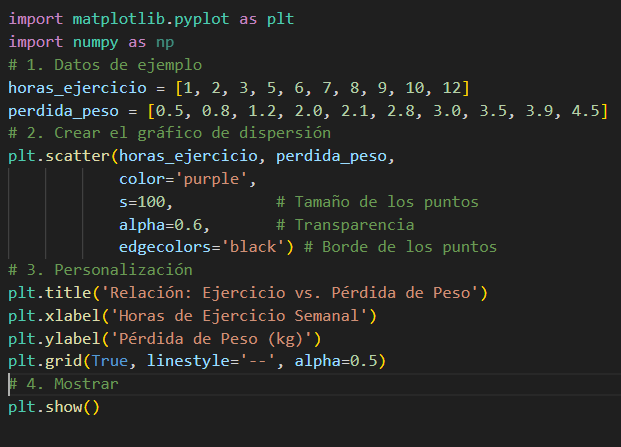 import matplotlib.pyplot as plt
import numpy as np
# 1. Datos de ejemplo
horas_ejercicio = [1, 2, 3, 5, 6, 7, 8, 9, 10, 12]
perdida_peso = [0.5, 0.8, 1.2, 2.0, 2.1, 2.8, 3.0, 3.5, 3.9, 4.5]
# 2. Crear el gráfico de dispersión
plt.scatter(horas_ejercicio, perdida_peso,
            color='purple',
            s=100,             # Tamaño de los puntos
            alpha=0.6,         # Transparencia
            edgecolors='black') # Borde de los puntos
# 3. Personalización
plt.title('Relación: Ejercicio vs. Pérdida de Peso')
plt.xlabel('Horas de Ejercicio Semanal')
plt.ylabel('Pérdida de Peso (kg)')
plt.grid(True, linestyle='--', alpha=0.5)
# 4. Mostrar
plt.show()